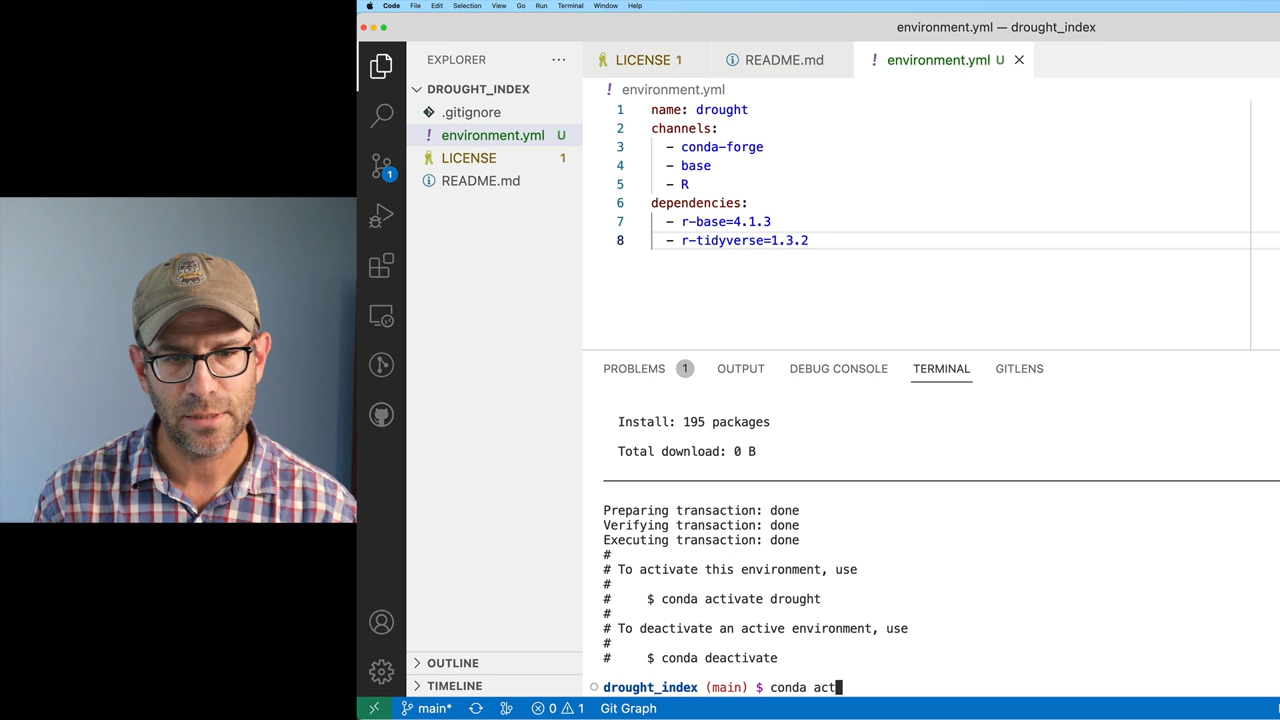 Code File Edit Selection View Go Run Terminal Window Help
environment.yml — drought_index
EXPLORER
LICENSE 1
README.md
environment.yml U
DROUGHT_INDEX
.gitignore
environment.yml U
LICENSE 1
README.md
environment.yml
1 name: drought
2 channels:
3 - conda-forge
4 - base
5 - R
6 dependencies:
7 - r-base=4.1.3
8 - r-tidyverse=1.3.2
PROBLEMS 1 OUTPUT DEBUG CONSOLE TERMINAL GITLENS
Install: 195 packages
Total download: 0 B
Preparing transaction: done
Verifying transaction: done
Executing transaction: done
#
# To activate this environment, use
#
# $ conda activate drought
#
# To deactivate an active environment, use
#
# $ conda deactivate
drought_index (main) $ conda act
1
OUTLINE
TIMELINE
main* 0 1 Git Graph